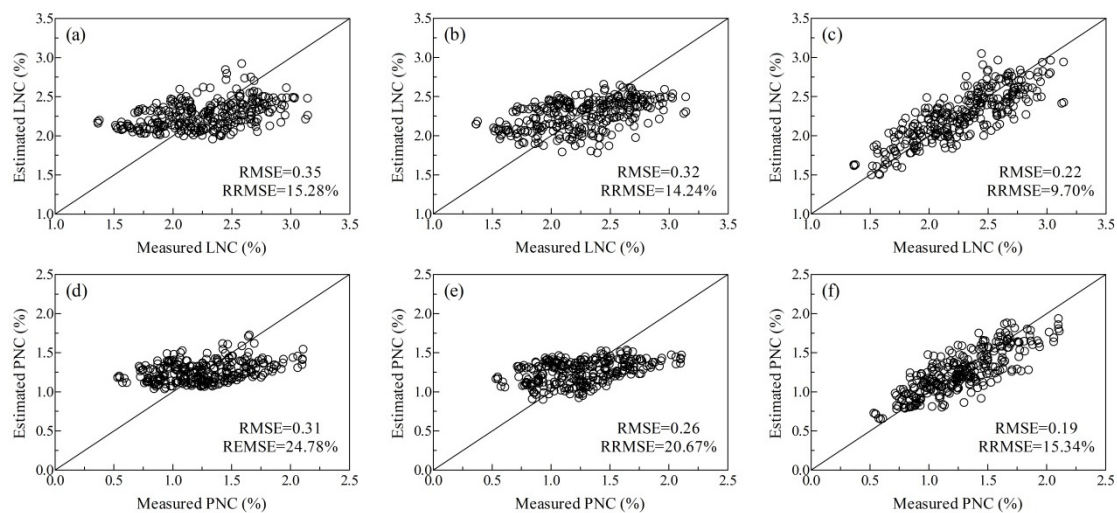 (a)
3.5
3.0
2.5
2.0
1.5
1.0
Estimated LNC (%)
RMSE=0.35
RRMSE=15.28%
1.0 1.5 2.0 2.5 3.0 3.5
Measured LNC (%)
(b)
3.5
3.0
2.5
2.0
1.5
1.0
Estimated LNC (%)
RMSE=0.32
RRMSE=14.24%
1.0 1.5 2.0 2.5 3.0 3.5
Measured LNC (%)
(c)
3.5
3.0
2.5
2.0
1.5
1.0
Estimated LNC (%)
RMSE=0.22
RRMSE=9.70%
1.0 1.5 2.0 2.5 3.0 3.5
Measured LNC (%)
(d)
2.5
2.0
1.5
1.0
0.5
0.0
Estimated PNC (%)
RMSE=0.31
REMSE=24.78%
0.0 0.5 1.0 1.5 2.0 2.5
Measured PNC (%)
(e)
2.5
2.0
1.5
1.0
0.5
0.0
Estimated PNC (%)
RMSE=0.26
RRMSE=20.67%
0.0 0.5 1.0 1.5 2.0 2.5
Measured PNC (%)
(f)
2.5
2.0
1.5
1.0
0.5
0.0
Estimated PNC (%)
RMSE=0.19
RRMSE=15.34%
0.0 0.5 1.0 1.5 2.0 2.5
Measured PNC (%)